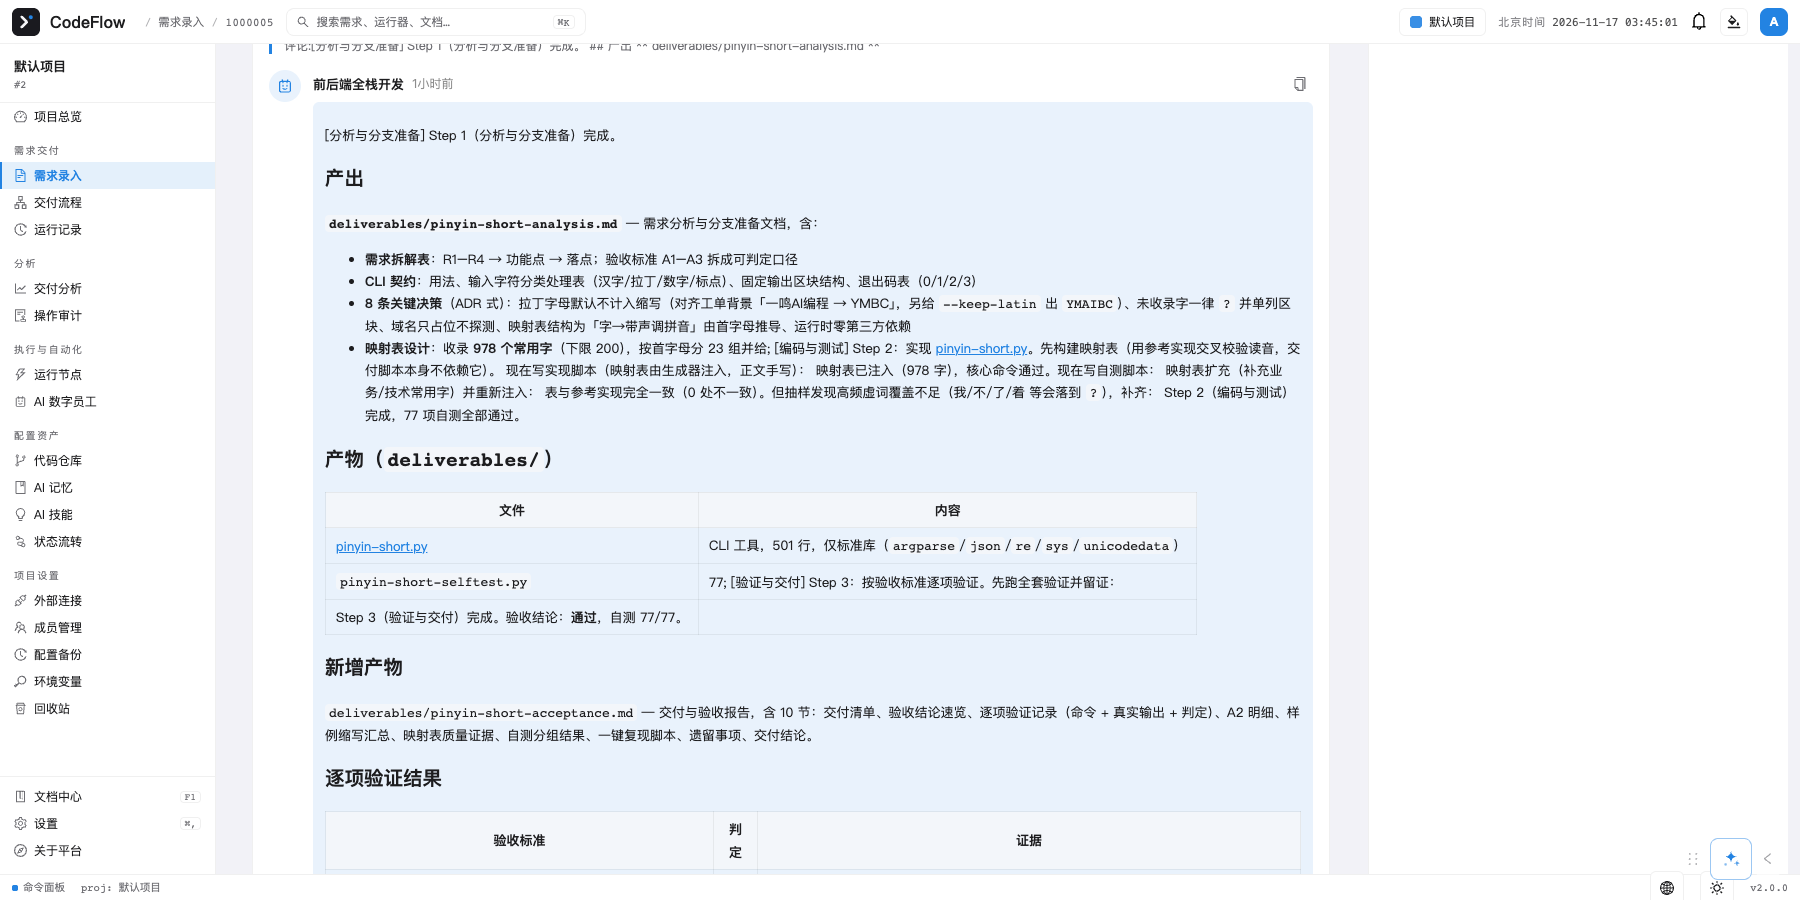 CodeFlow
/ 需求录入 / 1000005
搜索需求、运行器、文档...
⌘K
默认项目
北京时间 2026-11-17 03:45:01
A
默认项目
#2
项目总览
需求交付
需求录入
交付流程
运行记录
分析
交付分析
操作审计
执行与自动化
运行节点
AI 数字员工
配置资产
代码仓库
AI 记忆
AI 技能
状态流转
项目设置
外部连接
成员管理
配置备份
环境变量
回收站
文档中心 F1
设置 ⌘,
关于平台
评论:[分析与分支准备] Step 1（分析与分支准备）完成。 ## 产出 ** deliverables/pinyin-short-analysis.md **
前后端全栈开发 1小时前
[分析与分支准备] Step 1（分析与分支准备）完成。
产出
deliverables/pinyin-short-analysis.md — 需求分析与分支准备文档，含：
• 需求拆解表：R1—R4 → 功能点 → 落点；验收标准 A1—A3 拆成可判定口径
• CLI 契约：用法、输入字符分类处理表（汉字/拉丁/数字/标点）、固定输出区块结构、退出码表（0/1/2/3）
• 8 条关键决策（ADR 式）：拉丁字母默认不计入缩写（对齐工单背景「一鸣AI编程 → YMBC」，另给 --keep-latin 出 YMAIBC ）、未收录字一律 ? 并单列区
块、域名只占位不探测、映射表结构为「字→带声调拼音」由首字母推导、运行时零第三方依赖
• 映射表设计：收录 978 个常用字（下限 200），按首字母分 23 组并给; [编码与测试] Step 2：实现 pinyin-short.py。先构建映射表（用参考实现交叉校验读音，交
付脚本本身不依赖它）。 现在写实现脚本（映射表由生成器注入，正文手写）： 映射表已注入（978 字），核心命令通过。现在写自测脚本： 映射表扩充（补充业
务/技术常用字）并重新注入： 表与参考实现完全一致（0 处不一致）。但抽样发现高频虚词覆盖不足（我/不/了/着 等会落到 ? ），补齐： Step 2（编码与测试）
完成，77 项自测全部通过。
产物（deliverables/）
文件 内容
pinyin-short.py CLI 工具，501 行，仅标准库（ argparse / json / re / sys / unicodedata ）
pinyin-short-selftest.py 77; [验证与交付] Step 3：按验收标准逐项验证。先跑全套验证并留证：
Step 3（验证与交付）完成。验收结论：通过，自测 77/77。
新增产物
deliverables/pinyin-short-acceptance.md — 交付与验收报告，含 10 节：交付清单、验收结论速览、逐项验证记录（命令 + 真实输出 + 判定）、A2 明细、样
例缩写汇总、映射表质量证据、自测分组结果、一键复现脚本、遗留事项、交付结论。
逐项验证结果
验收标准 判定 证据
命令面板 proj: 默认项目
v2.0.0